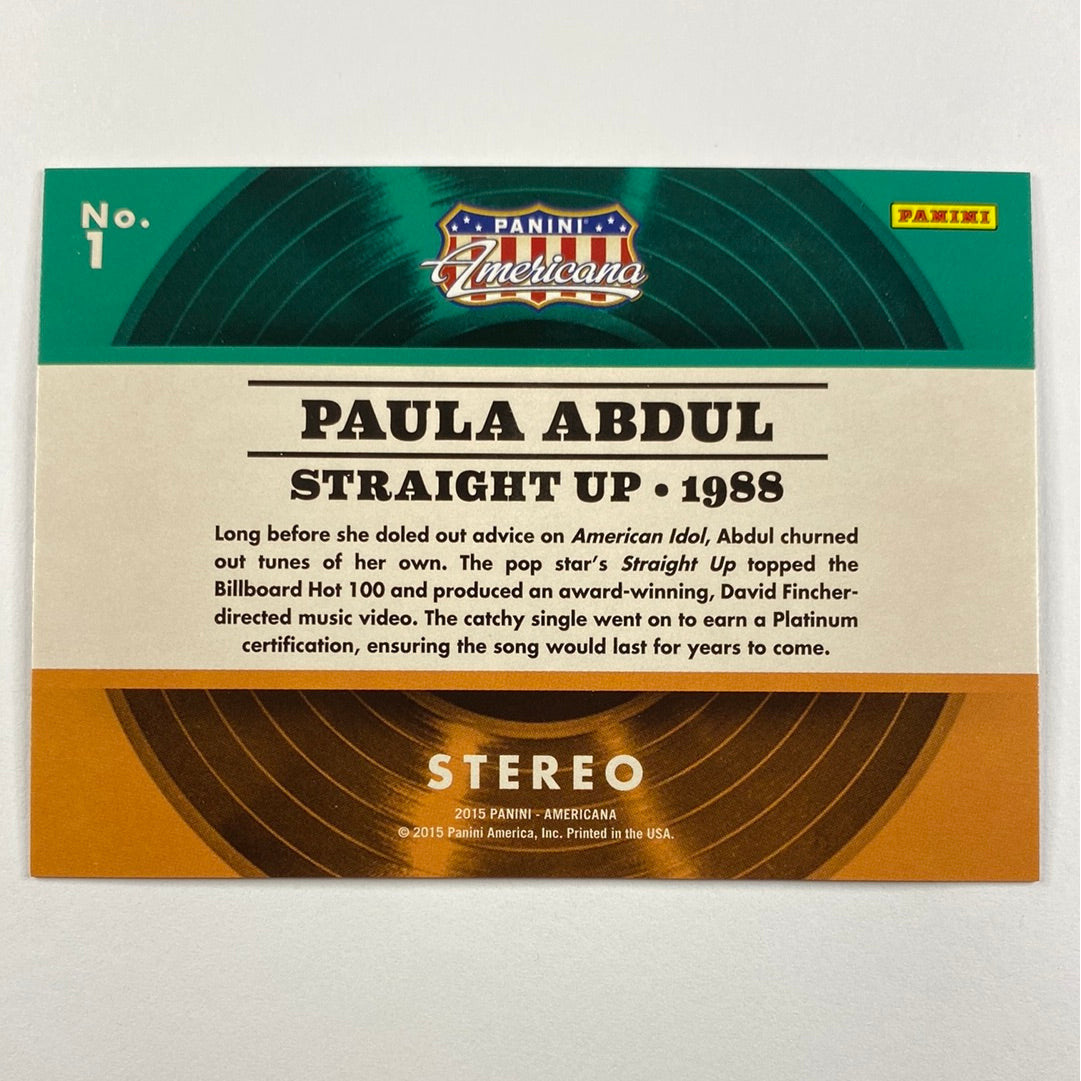 No.
1
PANINI
Americana
PANINI
PAULA ABDUL
STRAIGHT UP • 1988
Long before she doled out advice on American Idol, Abdul churned
out tunes of her own. The pop star's Straight Up topped the
Billboard Hot 100 and produced an award-winning, David Fincher-
directed music video. The catchy single went on to earn a Platinum
certification, ensuring the song would last for years to come.
STEREO
2015 PANINI - AMERICANA
© 2015 Panini America, Inc. Printed in the USA.